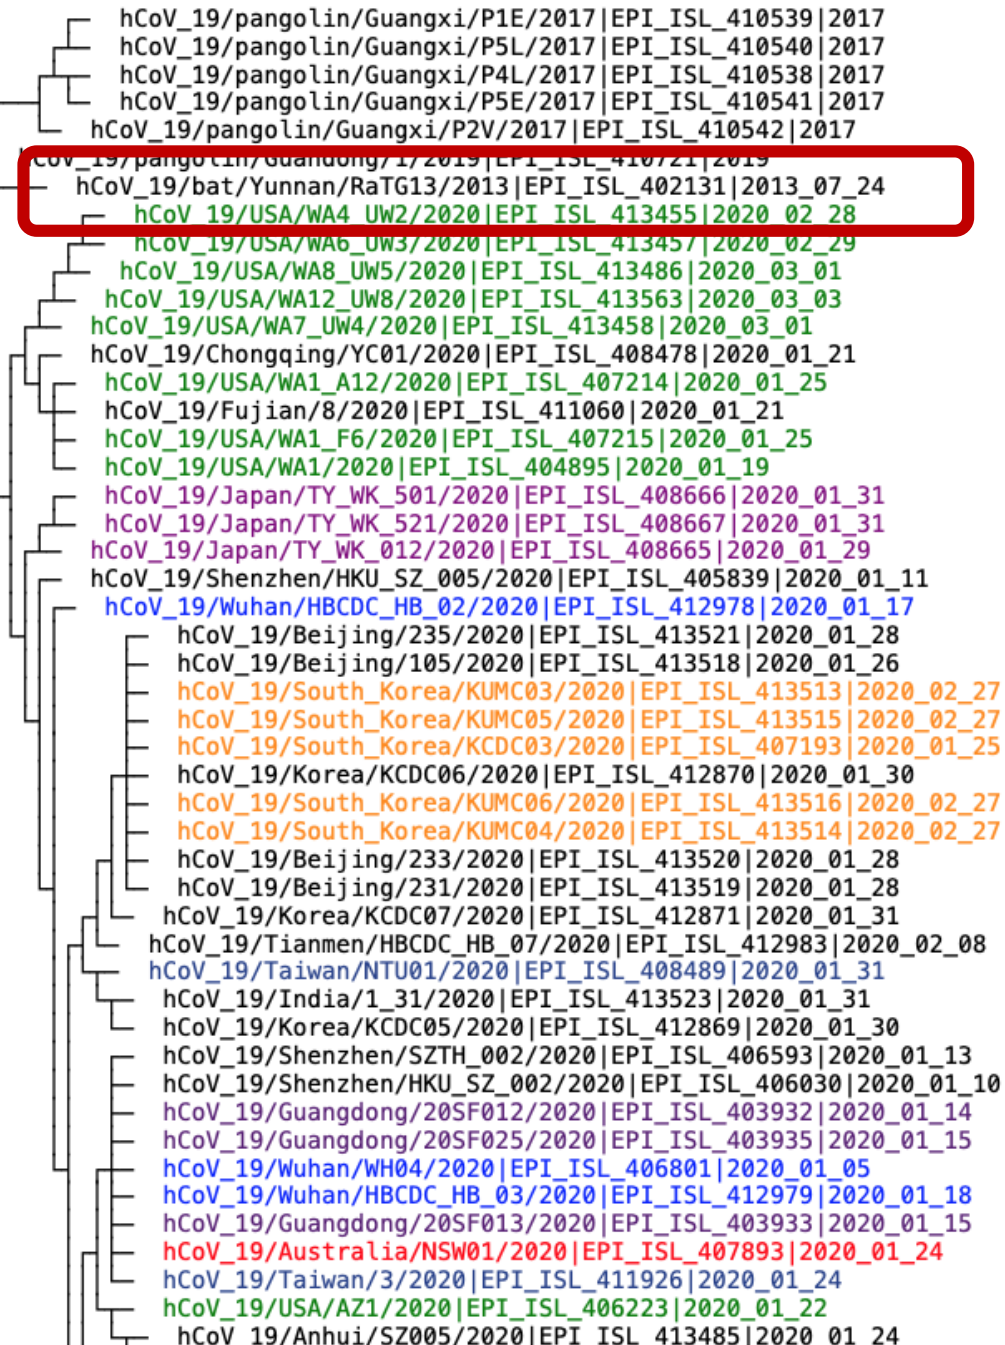 hCoV_19/pangolin/Guangxi/P1E/2017|EPI_ISL_410539|2017
hCoV_19/pangolin/Guangxi/P5L/2017|EPI_ISL_410540|2017
hCoV_19/pangolin/Guangxi/P4L/2017|EPI_ISL_410538|2017
hCoV_19/pangolin/Guangxi/P5E/2017|EPI_ISL_410541|2017
hCoV_19/pangolin/Guangxi/P2V/2017|EPI_ISL_410542|2017
hCoV_19/pangolin/Guandong/1/2019|EPI_ISL_410721|2019
hCoV_19/bat/Yunnan/RaTG13/2013|EPI_ISL_402131|2013_07_24
hCoV_19/USA/WA4_UW2/2020|EPI_ISL_413455|2020_02_28
hCoV_19/USA/WA6_UW3/2020|EPI_ISL_413457|2020_02_29
hCoV_19/USA/WA8_UW5/2020|EPI_ISL_413486|2020_03_01
hCoV_19/USA/WA12_UW8/2020|EPI_ISL_413563|2020_03_03
hCoV_19/USA/WA7_UW4/2020|EPI_ISL_413458|2020_03_01
hCoV_19/Chongqing/YC01/2020|EPI_ISL_408478|2020_01_21
hCoV_19/USA/WA1_A12/2020|EPI_ISL_407214|2020_01_25
hCoV_19/Fujian/8/2020|EPI_ISL_411060|2020_01_21
hCoV_19/USA/WA1_F6/2020|EPI_ISL_407215|2020_01_25
hCoV_19/USA/WA1/2020|EPI_ISL_404895|2020_01_19
hCoV_19/Japan/TY_WK_501/2020|EPI_ISL_408666|2020_01_31
hCoV_19/Japan/TY_WK_521/2020|EPI_ISL_408667|2020_01_31
hCoV_19/Japan/TY_WK_012/2020|EPI_ISL_408665|2020_01_29
hCoV_19/Shenzhen/HKU_SZ_005/2020|EPI_ISL_405839|2020_01_11
hCoV_19/Wuhan/HBCDC_HB_02/2020|EPI_ISL_412978|2020_01_17
hCoV_19/Beijing/235/2020|EPI_ISL_413521|2020_01_28
hCoV_19/Beijing/105/2020|EPI_ISL_413518|2020_01_26
hCoV_19/South_Korea/KUMC03/2020|EPI_ISL_413513|2020_02_27
hCoV_19/South_Korea/KUMC05/2020|EPI_ISL_413515|2020_02_27
hCoV_19/South_Korea/KCDC03/2020|EPI_ISL_407193|2020_01_25
hCoV_19/Korea/KCDC06/2020|EPI_ISL_412870|2020_01_30
hCoV_19/South_Korea/KUMC06/2020|EPI_ISL_413516|2020_02_27
hCoV_19/South_Korea/KUMC04/2020|EPI_ISL_413514|2020_02_27
hCoV_19/Beijing/233/2020|EPI_ISL_413520|2020_01_28
hCoV_19/Beijing/231/2020|EPI_ISL_413519|2020_01_28
hCoV_19/Korea/KCDC07/2020|EPI_ISL_412871|2020_01_31
hCoV_19/Tianmen/HBCDC_HB_07/2020|EPI_ISL_412983|2020_02_08
hCoV_19/Taiwan/NTU01/2020|EPI_ISL_408489|2020_01_31
hCoV_19/India/1_31/2020|EPI_ISL_413523|2020_01_31
hCoV_19/Korea/KCDC05/2020|EPI_ISL_412869|2020_01_30
hCoV_19/Shenzhen/SZTH_002/2020|EPI_ISL_406593|2020_01_13
hCoV_19/Shenzhen/HKU_SZ_002/2020|EPI_ISL_406030|2020_01_10
hCoV_19/Guangdong/20SF012/2020|EPI_ISL_403932|2020_01_14
hCoV_19/Guangdong/20SF025/2020|EPI_ISL_403935|2020_01_15
hCoV_19/Wuhan/WH04/2020|EPI_ISL_406801|2020_01_05
hCoV_19/Wuhan/HBCDC_HB_03/2020|EPI_ISL_412979|2020_01_18
hCoV_19/Guangdong/20SF013/2020|EPI_ISL_403933|2020_01_15
hCoV_19/Australia/NSW01/2020|EPI_ISL_407893|2020_01_24
hCoV_19/Taiwan/3/2020|EPI_ISL_411926|2020_01_24
hCoV_19/USA/AZ1/2020|EPI_ISL_406223|2020_01_22
hCoV_19/Anhui/SZ005/2020|EPI_ISL_413485|2020_01_24